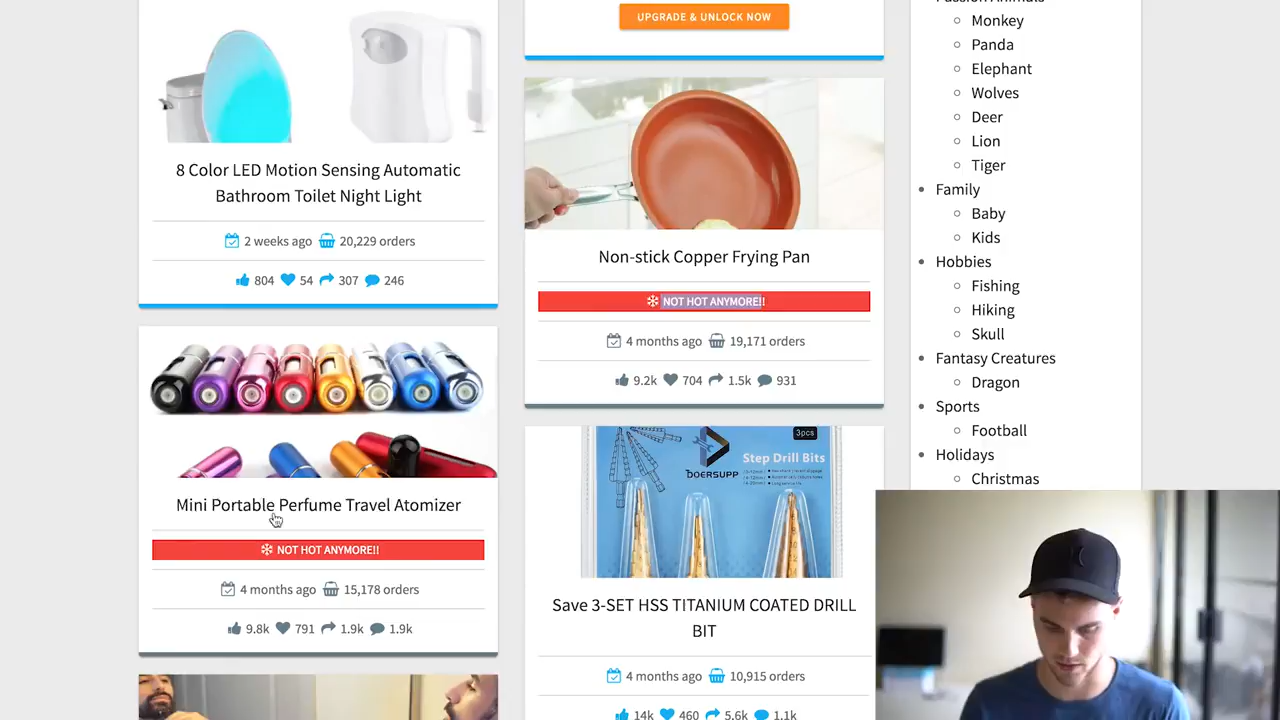 8 Color LED Motion Sensing Automatic
Bathroom Toilet Night Light
2 weeks ago 20,229 orders
804 54 307 246
Mini Portable Perfume Travel Atomizer
NOT HOT ANYMORE!!
4 months ago 15,178 orders
9.8k 791 1.9k 1.9k
UPGRADE & UNLOCK NOW
Non-stick Copper Frying Pan
NOT HOT ANYMORE!!
4 months ago 19,171 orders
9.2k 704 1.5k 931
3pcs
Step Drill Bits
DOERSUPP
Save 3-SET HSS TITANIUM COATED DRILL
BIT
4 months ago 10,915 orders
14k 460 5.6k 1.1k
Passion Animals
Monkey
Panda
Elephant
Wolves
Deer
Lion
Tiger
Family
Baby
Kids
Hobbies
Fishing
Hiking
Skull
Fantasy Creatures
Dragon
Sports
Football
Holidays
Christmas